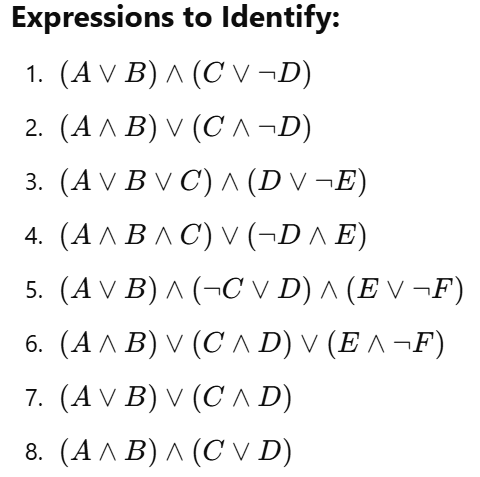 Expressions to Identify:
1. (A ∨ B) ∧ (C ∨ ¬D)
2. (A ∧ B) ∨ (C ∧ ¬D)
3. (A ∨ B ∨ C) ∧ (D ∨ ¬E)
4. (A ∧ B ∧ C) ∨ (¬D ∧ E)
5. (A ∨ B) ∧ (¬C ∨ D) ∧ (E ∨ ¬F)
6. (A ∧ B) ∨ (C ∧ D) ∨ (E ∧ ¬F)
7. (A ∨ B) ∨ (C ∧ D)
8. (A ∧ B) ∧ (C ∨ D)